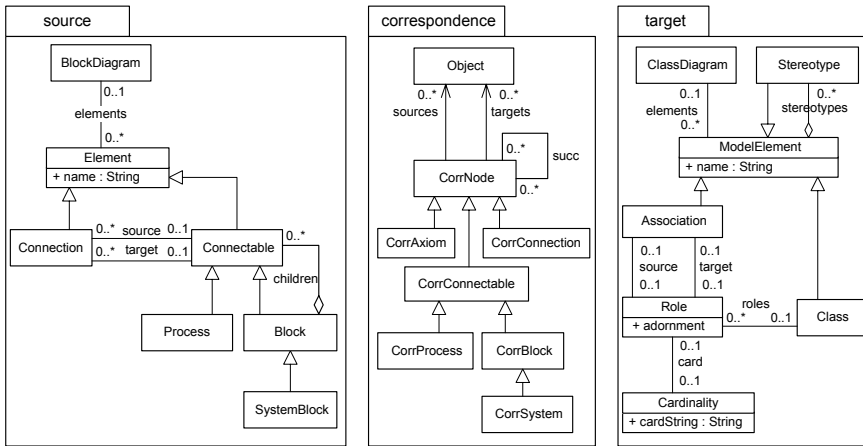 source
BlockDiagram
0..1
elements
0..*
Element
+ name : String
Connection
0..* source 0..1
0..* target 0..1
Connectable
0..*
children
Process
Block
SystemBlock
correspondence
Object
0..*
0..*
sources
targets
0..*
succ
CorrNode
0..*
CorrAxiom
CorrConnection
CorrConnectable
CorrProcess
CorrBlock
CorrSystem
target
ClassDiagram
Stereotype
0..1
0..*
elements
stereotypes
0..*
ModelElement
+ name : String
Association
0..1
0..1
source
target
0..1
0..1
Role
+ adornment
roles
0..*
0..1
Class
0..1
card
0..1
Cardinality
+ cardString : String